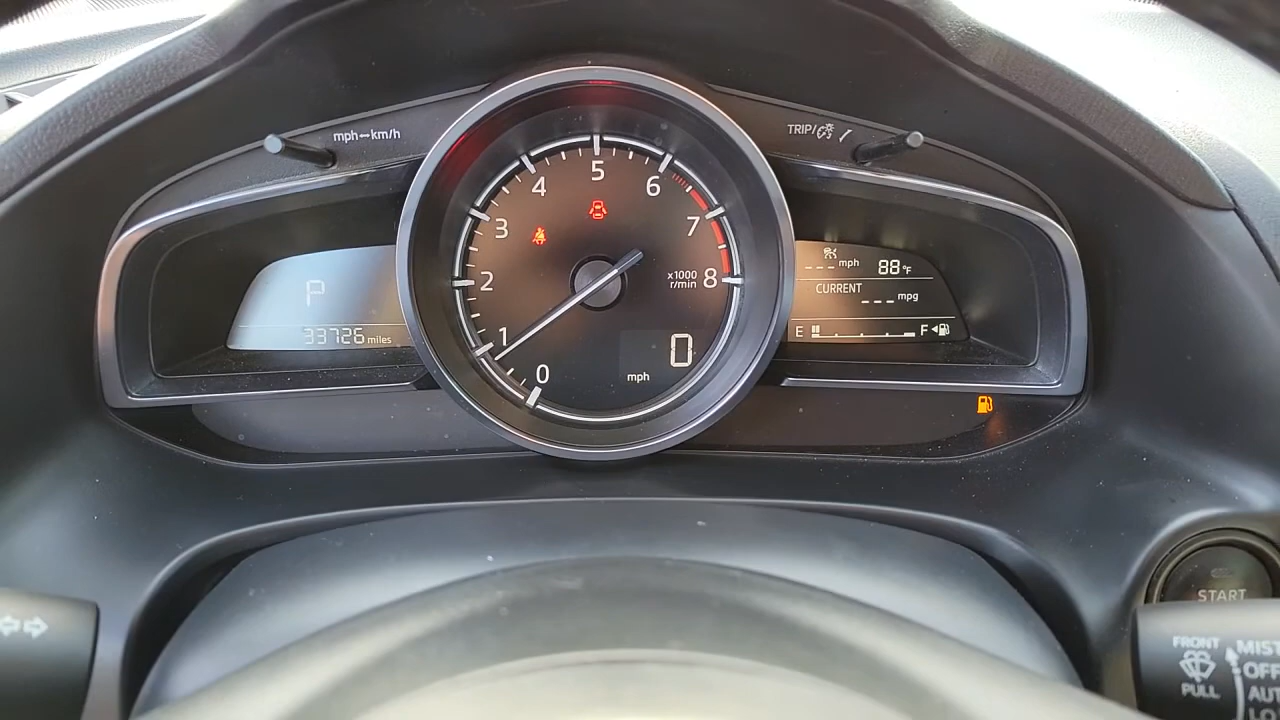 mph↔km/h
TRIP/
5
4
6
3
7
2
x1000
r/min
8
1
0
0
mph
P
33726 miles
--- mph
88°F
CURRENT
--- mpg
E
F
START
FRONT
PULL
MIST
OFF